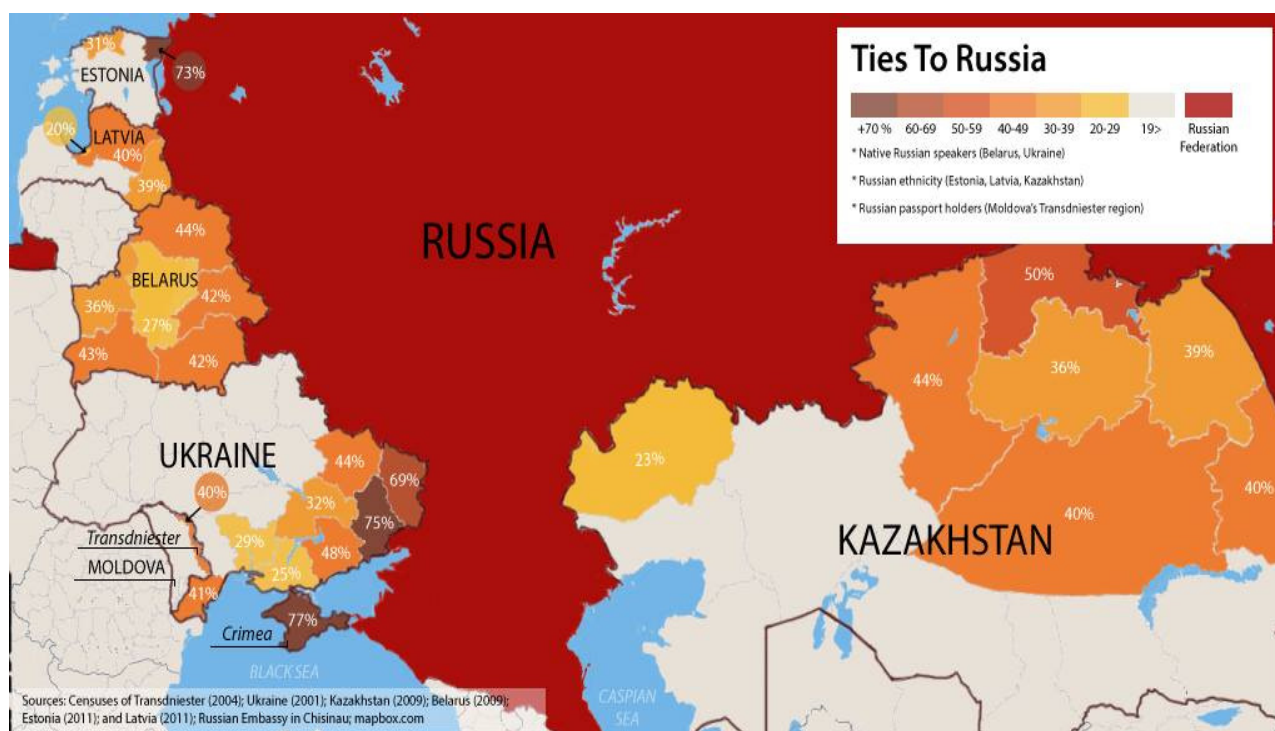 Ties To Russia
+70 % 60-69 50-59 40-49 30-39 20-29 19> Russian
Federation
* Native Russian speakers (Belarus, Ukraine)
* Russian ethnicity (Estonia, Latvia, Kazakhstan)
* Russian passport holders (Moldova's Transdniester region)
31%
ESTONIA
73%
20%
LATVIA
40%
39%
44%
BELARUS
36%
42%
27%
43%
42%
RUSSIA
UKRAINE
44%
69%
40%
32%
75%
29%
48%
25%
Transdniester
MOLDOVA
41%
77%
Crimea
BLACK SEA
50%
44%
36%
39%
23%
40%
40%
KAZAKHSTAN
CASPIAN
SEA
Sources: Censuses of Transdniester (2004); Ukraine (2001); Kazakhstan (2009); Belarus (2009);
Estonia (2011); and Latvia (2011); Russian Embassy in Chisinau; mapbox.com